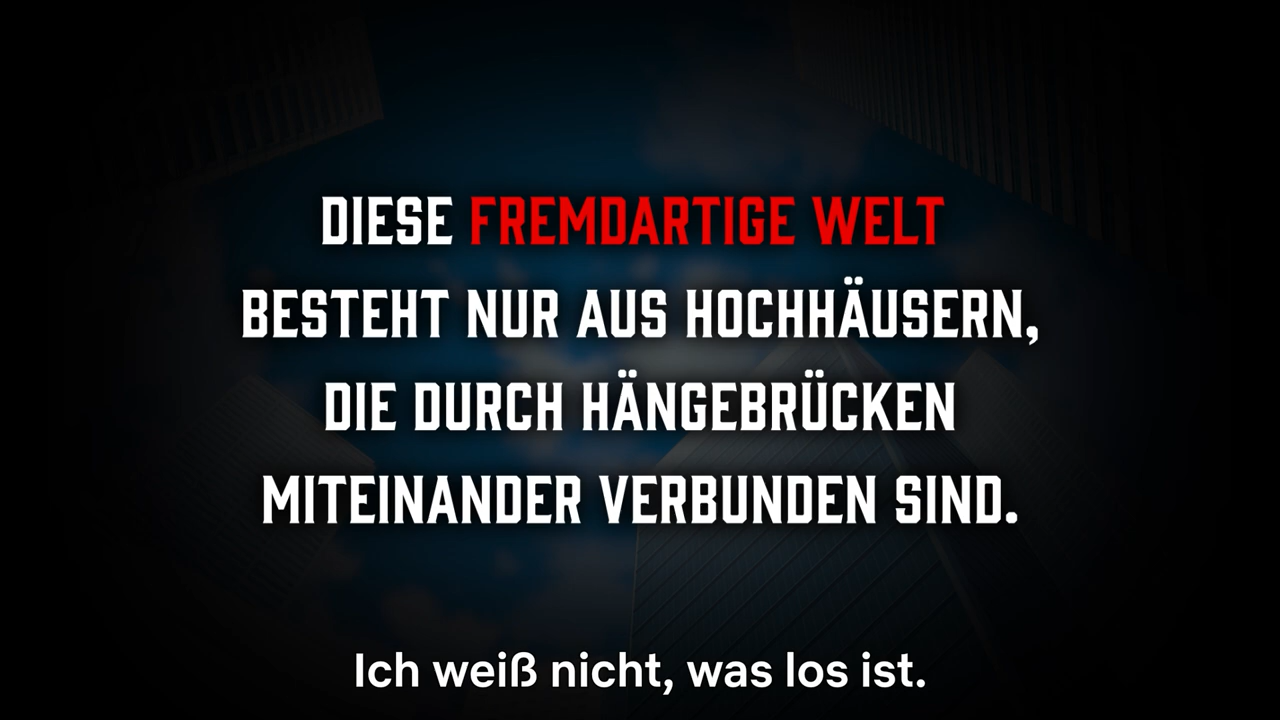 DIESE FREMDARTIGE WELT
BESTEHT NUR AUS HOCHHÄUSERN,
DIE DURCH HÄNGEBRÜCKEN
MITEINANDER VERBUNDEN SIND.
Ich weiß nicht, was los ist.